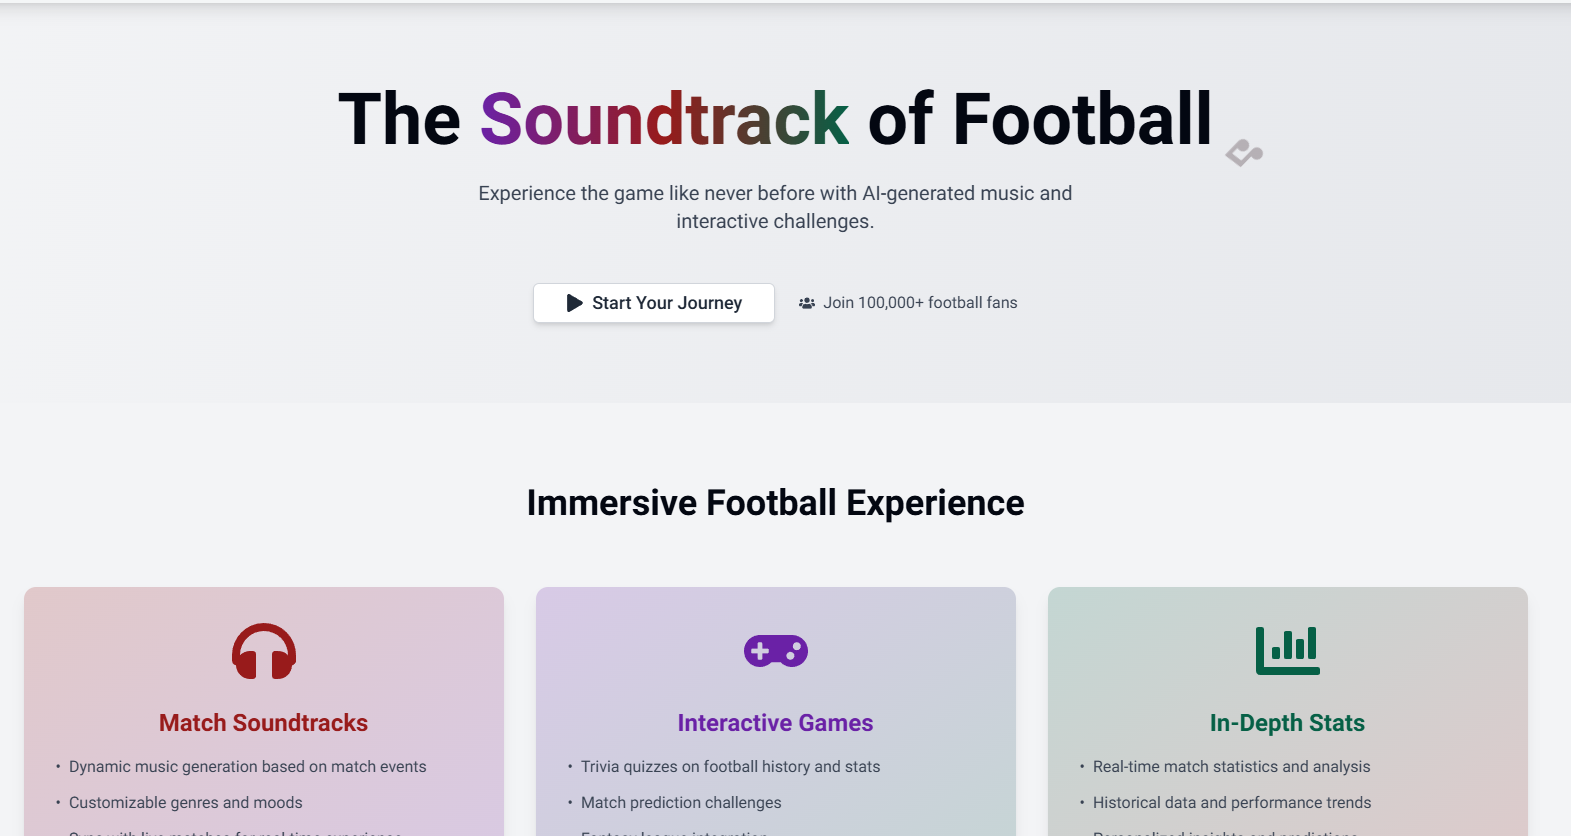 The Soundtrack of Football
Experience the game like never before with AI-generated music and
interactive challenges.
Start Your Journey
Join 100,000+ football fans
Immersive Football Experience
Match Soundtracks
• Dynamic music generation based on match events
• Customizable genres and moods
Interactive Games
• Trivia quizzes on football history and stats
• Match prediction challenges
In-Depth Stats
• Real-time match statistics and analysis
• Historical data and performance trends